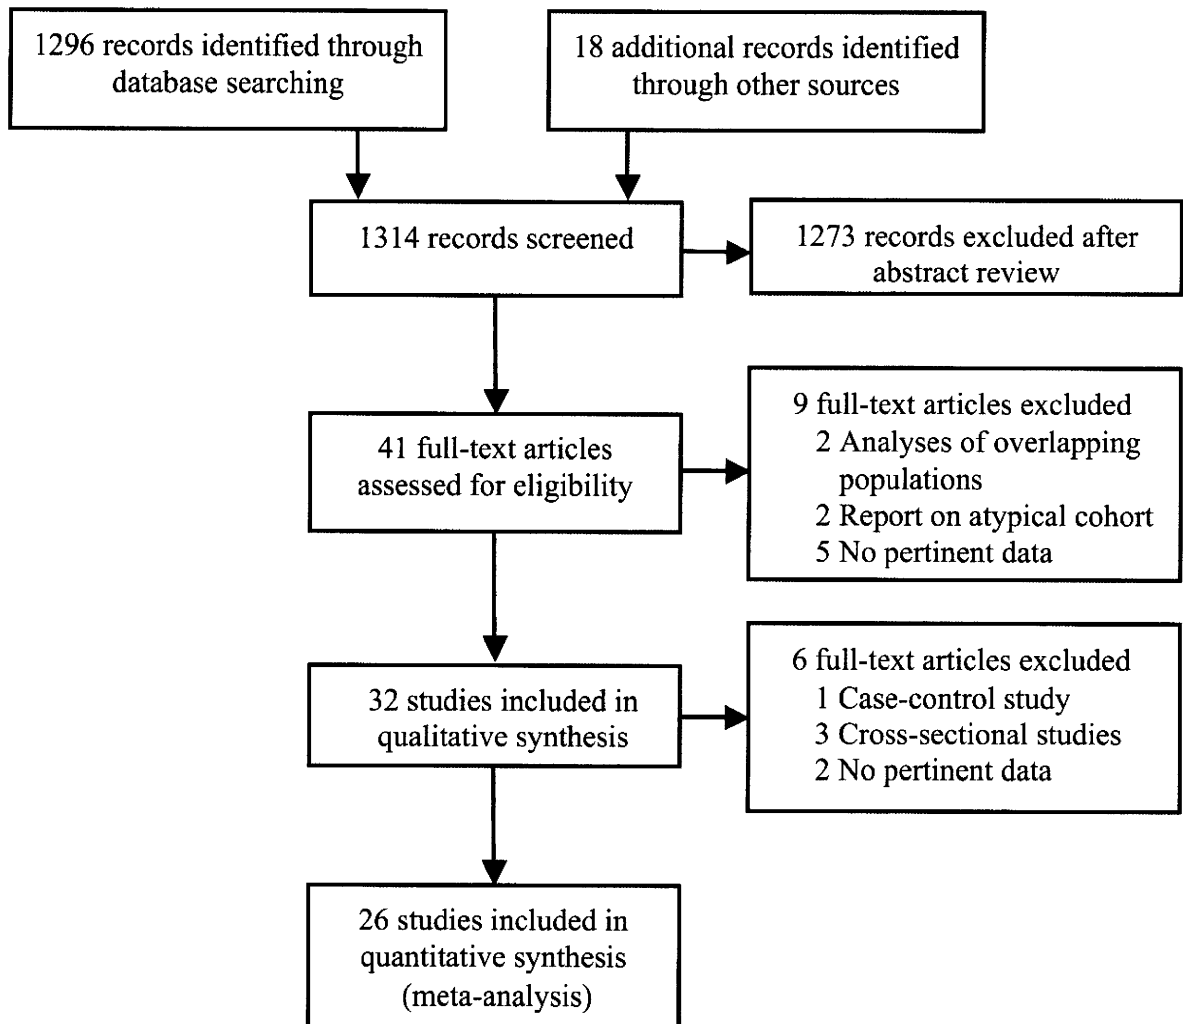 1296 records identified through
database searching
18 additional records identified
through other sources
1314 records screened
1273 records excluded after
abstract review
41 full-text articles
assessed for eligibility
9 full-text articles excluded
2 Analyses of overlapping
populations
2 Report on atypical cohort
5 No pertinent data
32 studies included in
qualitative synthesis
6 full-text articles excluded
1 Case-control study
3 Cross-sectional studies
2 No pertinent data
26 studies included in
quantitative synthesis
(meta-analysis)